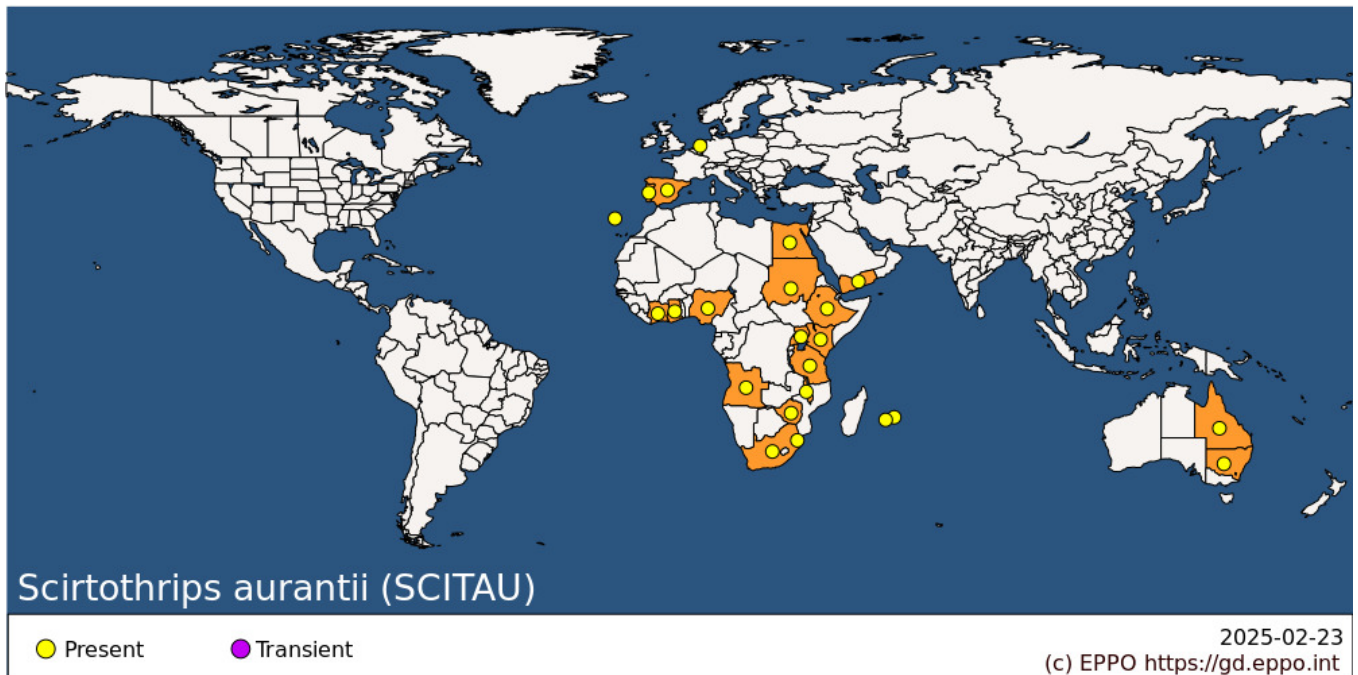 Scirtothrips aurantii (SCITAU)
Present
Transient
2025-02-23
(c) EPPO https://gd.eppo.int